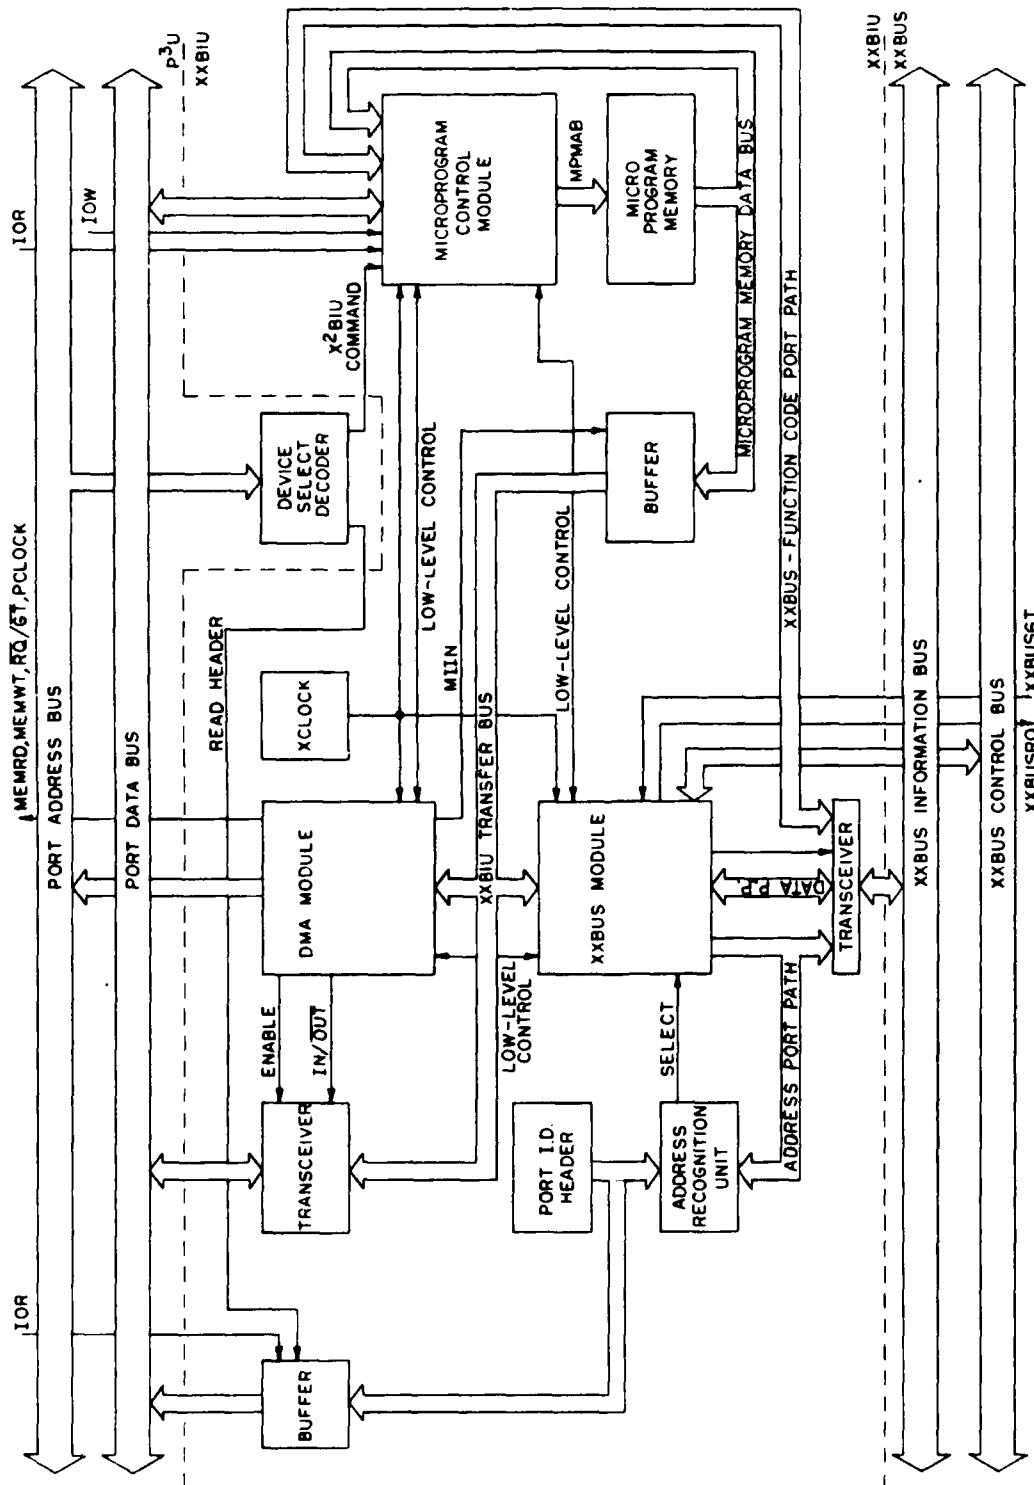 IOR
MEMRD, MEMWT, RQ/GT, PCLOCK
IOR
PORT ADDRESS BUS
IOW
PORT DATA BUS
P3U
XXBIU
READ HEADER
BUFFER
TRANSCEIVER
ENABLE
IN/OUT
DMA MODULE
XCLOCK
DEVICE
SELECT
DECODER
X2BIU
COMMAND
LOW-LEVEL CONTROL
MICROPROGRAM
CONTROL
MODULE
MIIN
XXBIU TRANSFER BUS
MPMAB
PORT I.D.
HEADER
LOW-LEVEL
CONTROL
XXBUS MODULE
LOW-LEVEL CONTROL
BUFFER
MICRO
PROGRAM
MEMORY
SELECT
ADDRESS
RECOGNITION
UNIT
MICROPROGRAM MEMORY DATA BUS
ADDRESS PORT PATH
DATA P2P
XXBUS-FUNCTION CODE PORT PATH
TRANSCEIVER
XXBIU
XXBUS
XXBUS INFORMATION BUS
XXBUS CONTROL BUS
XXBUSRQT
XXBUSGT